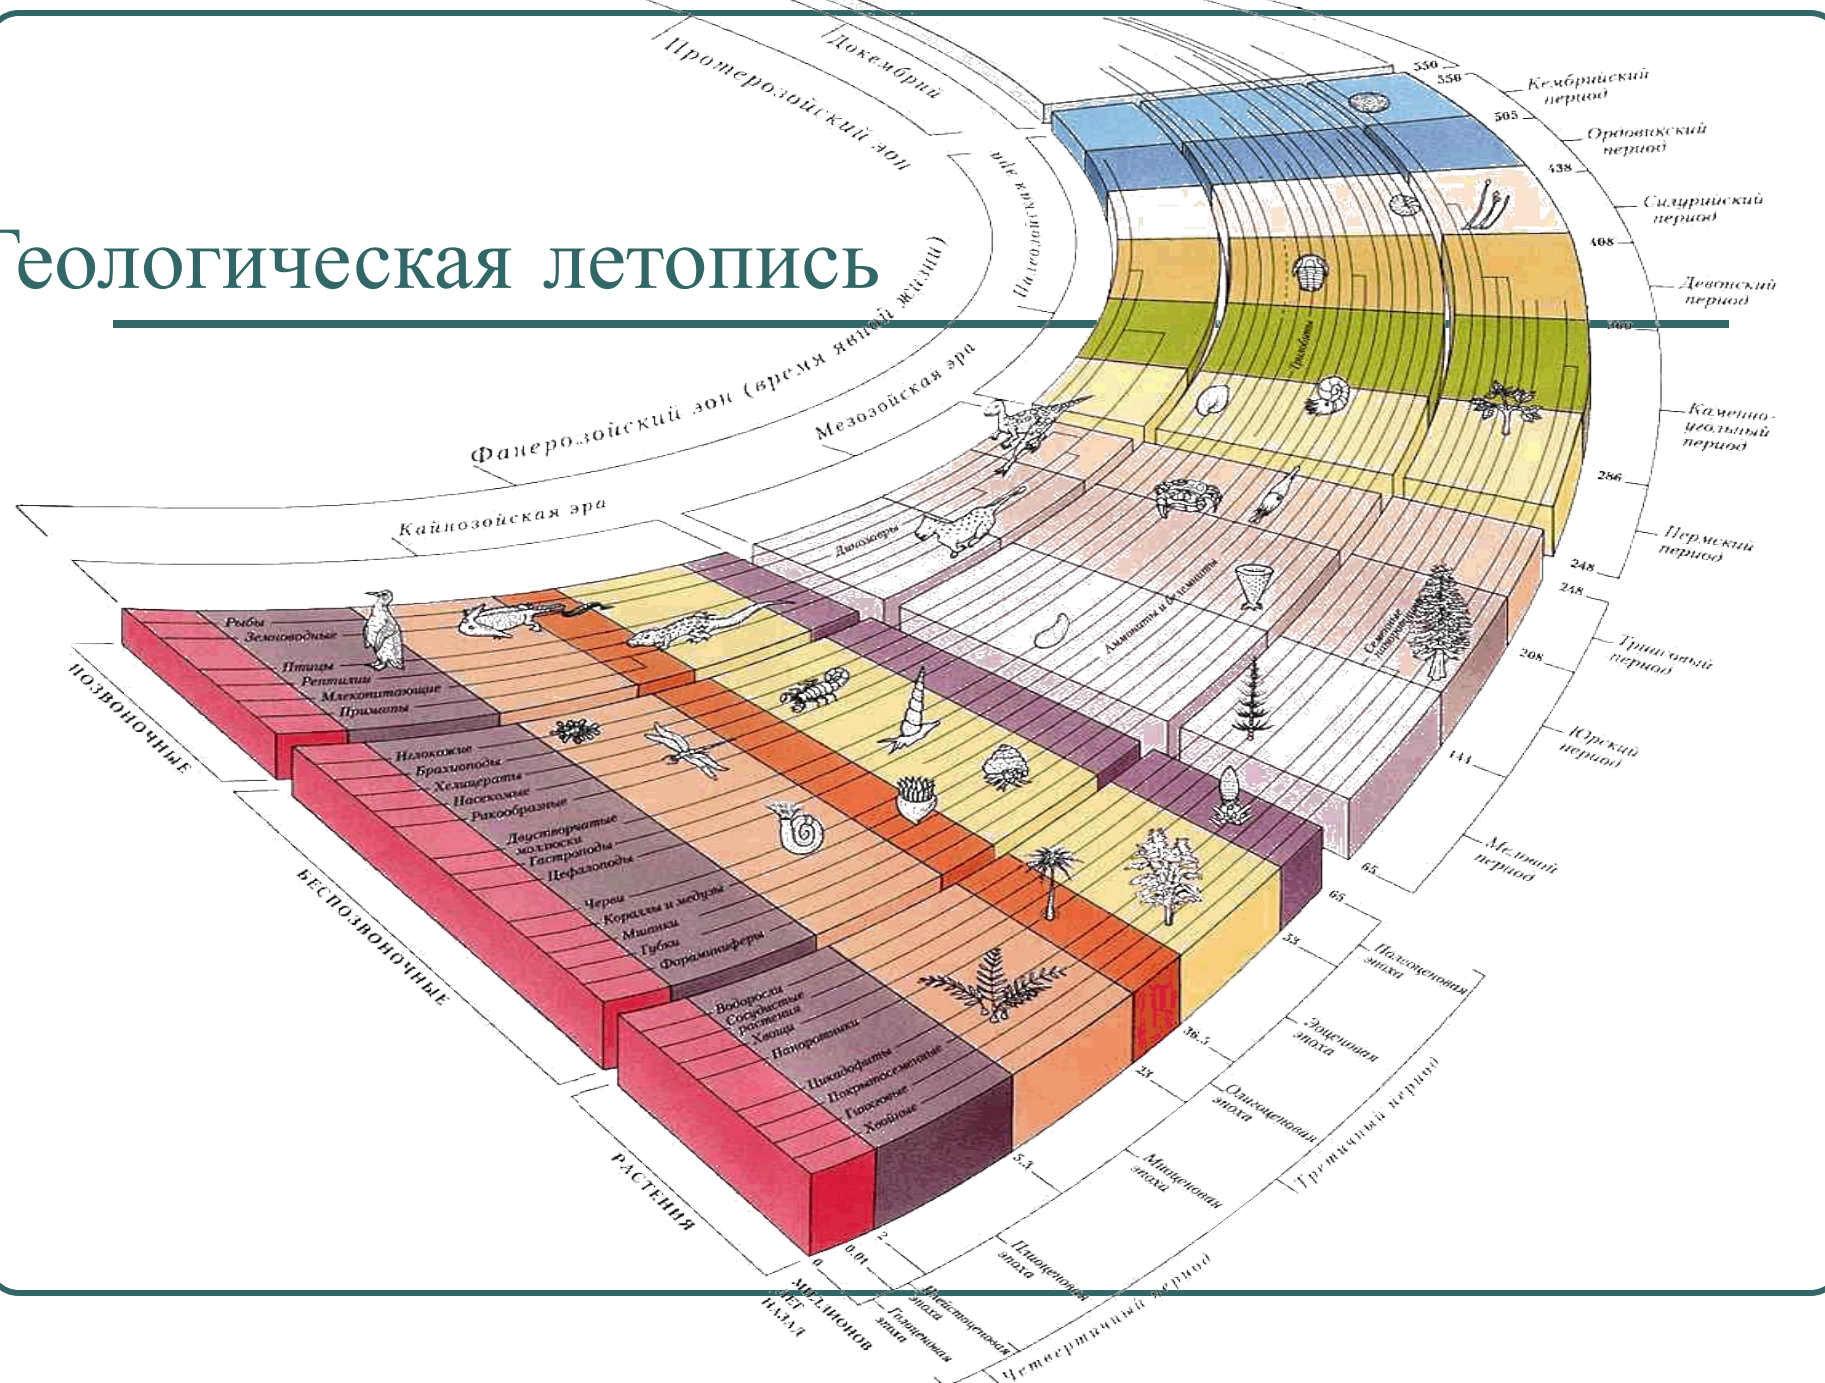 Геологическая летопись
Протерозойский эон
Докембрий
Фанерозойский эон (время явной жизни)
Палеозойская эра
Мезозойская эра
Кайнозойская эра
550
550
Кембрийский
период
505
Ордовикский
период
438
Силурийский
период
408
Девонский
период
360
Каменно-
угольный
период
286
Пермский
период
248
248
Триасовый
период
208
Юрский
период
144
Меловой
период
65
65
Палеоценовая
эпоха
53
Эоценовая
эпоха
36.5
Олигоценовая
эпоха
23
Миоценовая
эпоха
5.3
Плиоценовая
эпоха
2
Плейстоценовая
эпоха
0.01
Голоценовая
эпоха
0
Третичный период
Четвертичный период
МИЛЛИОНОВ
ЛЕТ
НАЗАД
Трилобиты
Динозавры
Аммониты и белемниты
Семенные
папоротники
ПОЗВОНОЧНЫЕ
Рыбы
Земноводные
Птицы
Рептилии
Млекопитающие
Приматы
БЕСПОЗВОНОЧНЫЕ
Иглокожие
Брахиоподы
Хелицераты
Насекомые
Ракообразные
Двустворчатые
моллюски
Гастроподы
Цефалоподы
Черви
Кораллы и медузы
Мшанки
Губки
Фораминиферы
РАСТЕНИЯ
Водоросли
Сосудистые
растения
Хвощи
Папоротники
Цикадофиты
Покрытосеменные
Гинкговые
Хвойные